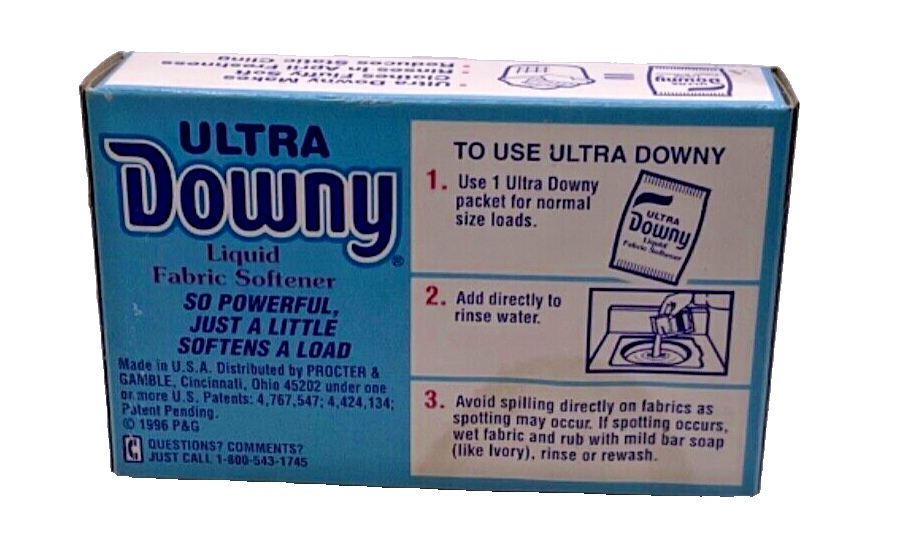 • Ultra Downy Makes
Clothes Fluffy Soft
• Rinses In April Freshness
• Reduces Static Cling
=
Downy
ULTRA
Downy®
Liquid
Fabric Softener
SO POWERFUL,
JUST A LITTLE
SOFTENS A LOAD
Made in U.S.A. Distributed by PROCTER &
GAMBLE, Cincinnati, Ohio 45202 under one
or more U.S. Patents: 4,767,547; 4,424,134;
Patent Pending.
© 1996 P&G
QUESTIONS? COMMENTS?
JUST CALL 1-800-543-1745
TO USE ULTRA DOWNY
1. Use 1 Ultra Downy
packet for normal
size loads.
ULTRA
Downy
Liquid
Fabric Softener
2. Add directly to
rinse water.
3. Avoid spilling directly on fabrics as
spotting may occur. If spotting occurs,
wet fabric and rub with mild bar soap
(like Ivory), rinse or rewash.